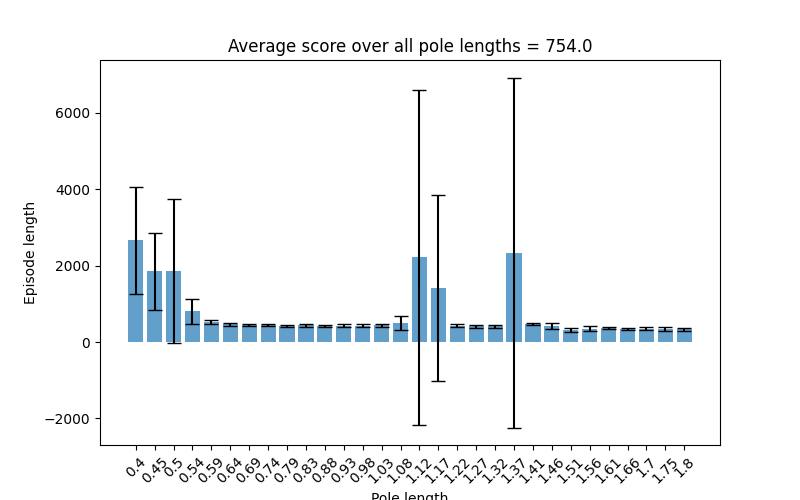 Average score over all pole lengths = 754.0
Episode length
6000
4000
2000
0
−2000
0.4 0.45 0.5 0.54 0.59 0.64 0.69 0.74 0.79 0.83 0.88 0.93 0.98 1.03 1.08 1.12 1.17 1.22 1.27 1.32 1.37 1.41 1.46 1.51 1.56 1.61 1.66 1.7 1.75 1.8
Pole length